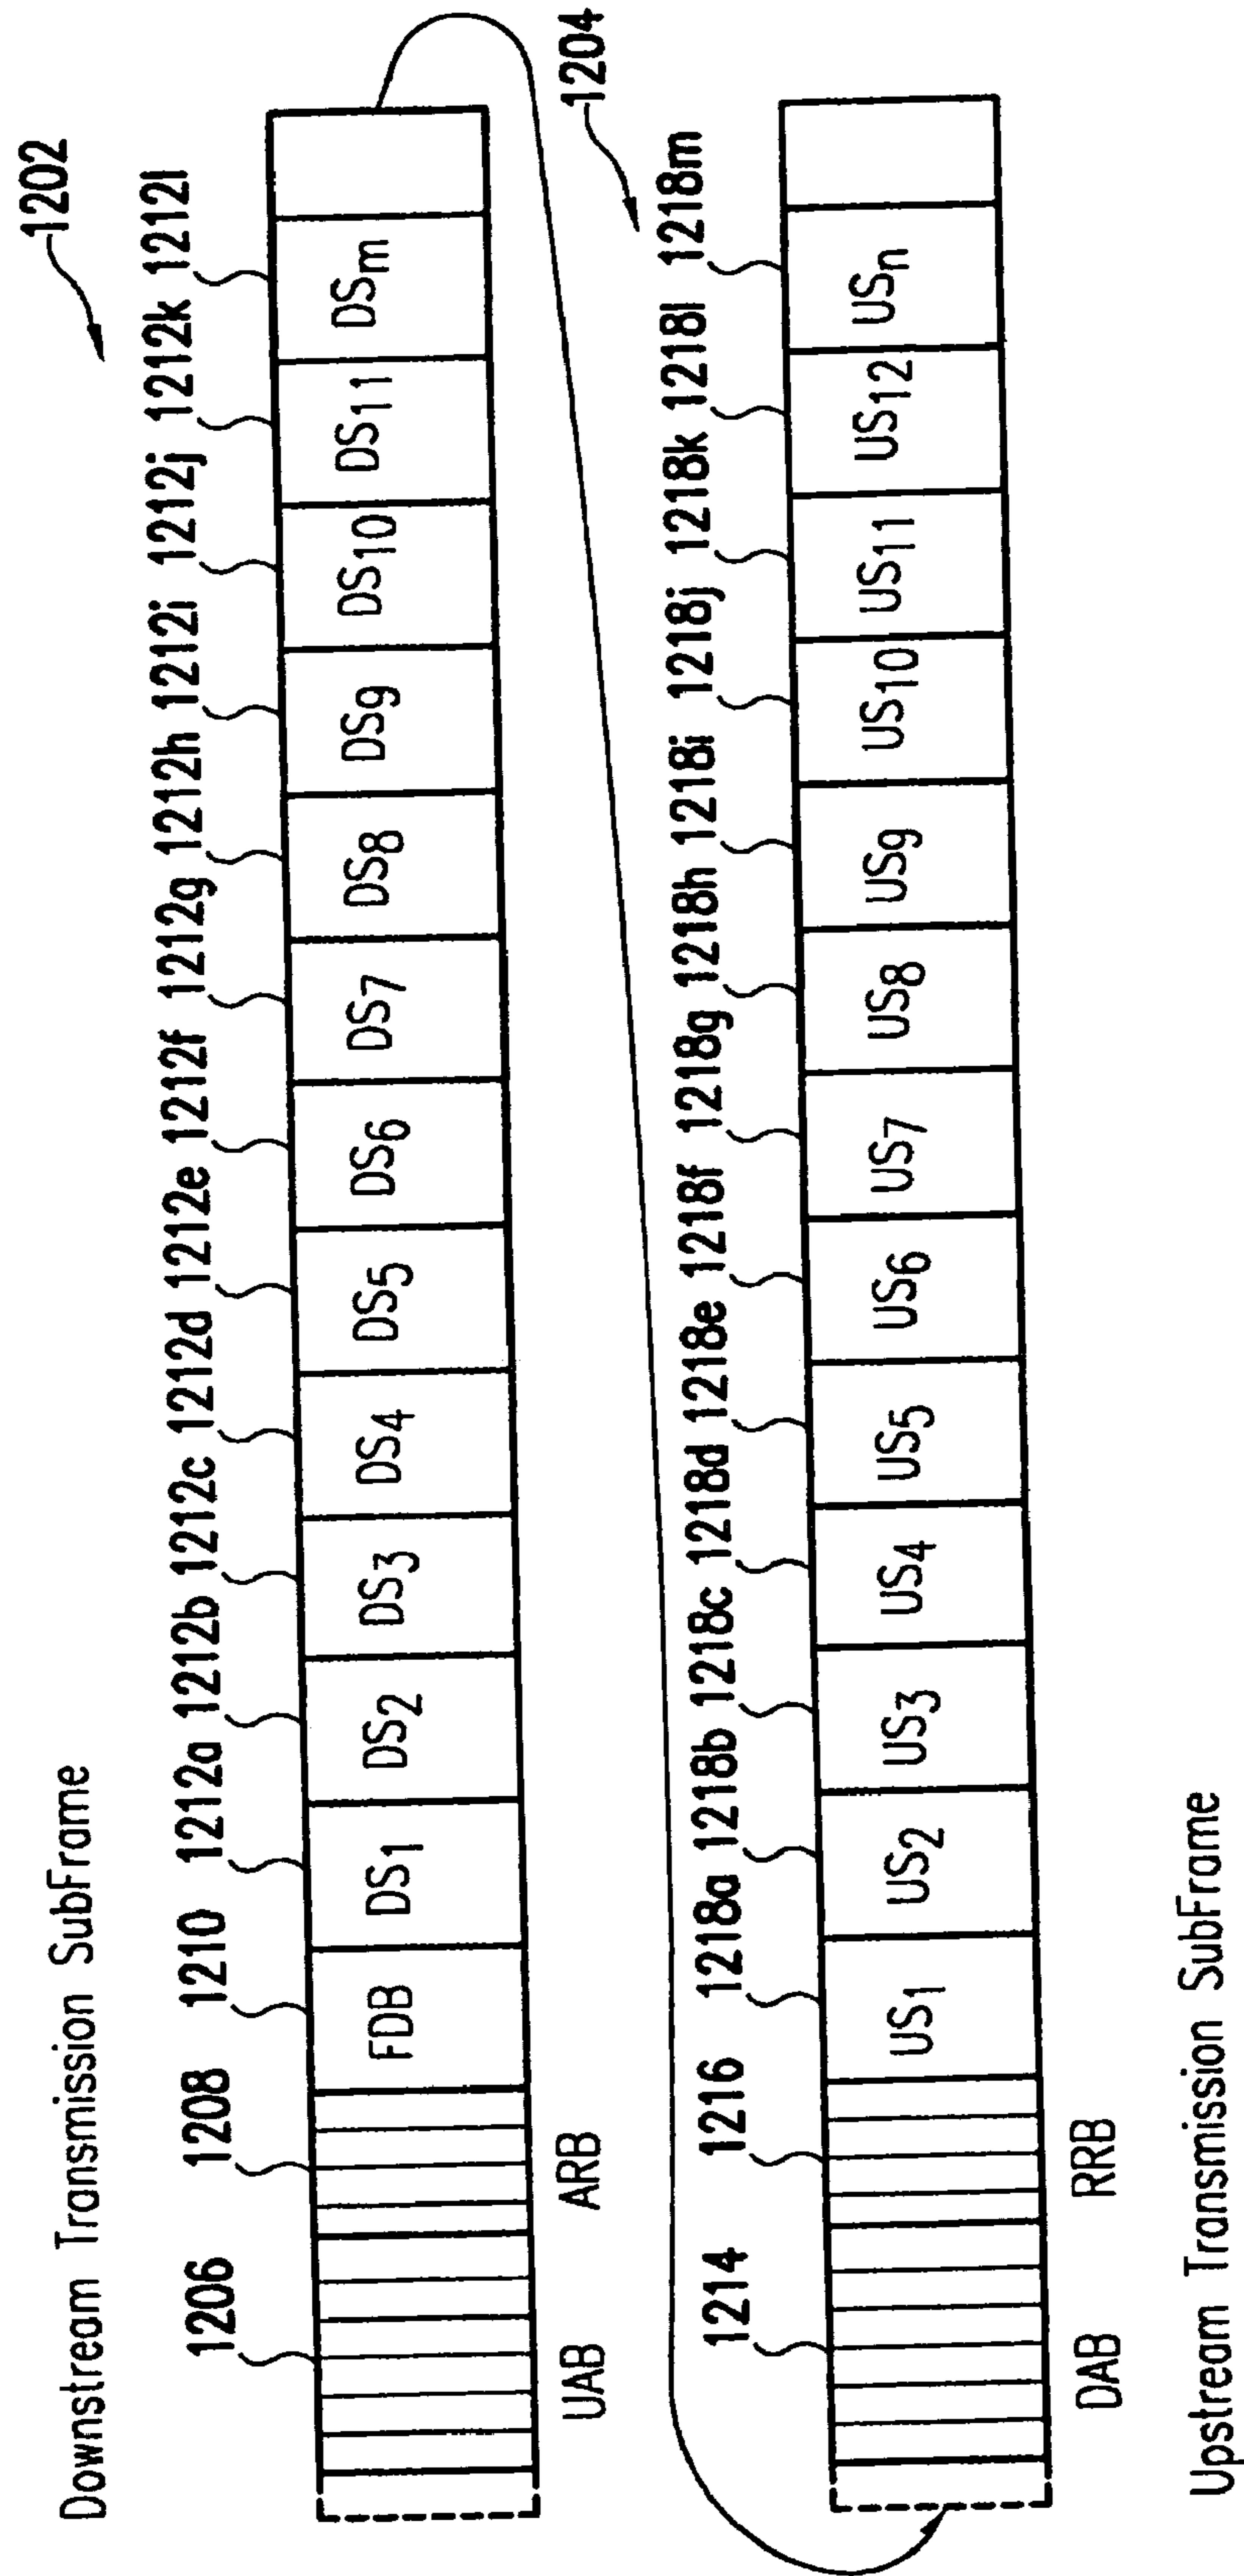 Downstream Transmission SubFrame
1202
1206 1208 1210 1212a 1212b 1212c 1212d 1212e 1212f 1212g 1212h 1212i 1212j 1212k 1212l
FDB DS1 DS2 DS3 DS4 DS5 DS6 DS7 DS8 DS9 DS10 DS11 DSm
UAB ARB
1204
1214 1216 1218a 1218b 1218c 1218d 1218e 1218f 1218g 1218h 1218i 1218j 1218k 1218l 1218m
US1 US2 US3 US4 US5 US6 US7 US8 US9 US10 US11 US12 USn
DAB RRB
Upstream Transmission SubFrame